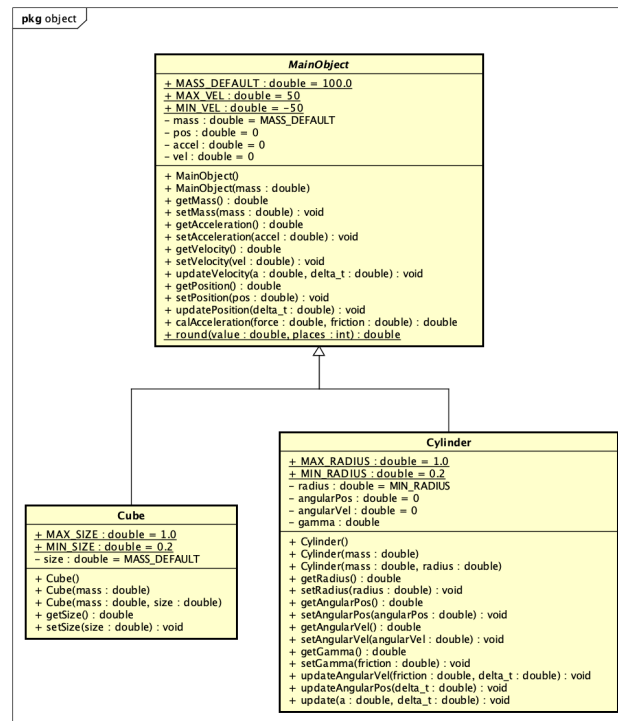 pkg object
MainObject
+ MASS_DEFAULT : double = 100.0
+ MAX_VEL : double = 50
+ MIN_VEL : double = -50
- mass : double = MASS_DEFAULT
- pos : double = 0
- accel : double = 0
- vel : double = 0
+ MainObject()
+ MainObject(mass : double)
+ getMass() : double
+ setMass(mass : double) : void
+ getAcceleration() : double
+ setAcceleration(accel : double) : void
+ getVelocity() : double
+ setVelocity(vel : double) : void
+ updateVelocity(a : double, delta_t : double) : void
+ getPosition() : double
+ setPosition(pos : double) : void
+ updatePosition(delta_t : double) : void
+ calAcceleration(force : double, friction : double) : double
+ round(value : double, places : int) : double
Cube
+ MAX_SIZE : double = 1.0
+ MIN_SIZE : double = 0.2
- size : double = MASS_DEFAULT
+ Cube()
+ Cube(mass : double)
+ Cube(mass : double, size : double)
+ getSize() : double
+ setSize(size : double) : void
Cylinder
+ MAX_RADIUS : double = 1.0
+ MIN_RADIUS : double = 0.2
- radius : double = MIN_RADIUS
- angularPos : double = 0
- angularVel : double = 0
- gamma : double
+ Cylinder()
+ Cylinder(mass : double)
+ Cylinder(mass : double, radius : double)
+ getRadius() : double
+ setRadius(radius : double) : void
+ getAngularPos() : double
+ setAngularPos(angularPos : double) : void
+ getAngularVel() : double
+ setAngularVel(angularVel : double) : void
+ getGamma() : double
+ setGamma(friction : double) : void
+ updateAngularVel(friction : double, delta_t : double) : void
+ updateAngularPos(delta_t : double) : void
+ update(a : double, delta_t : double) : void